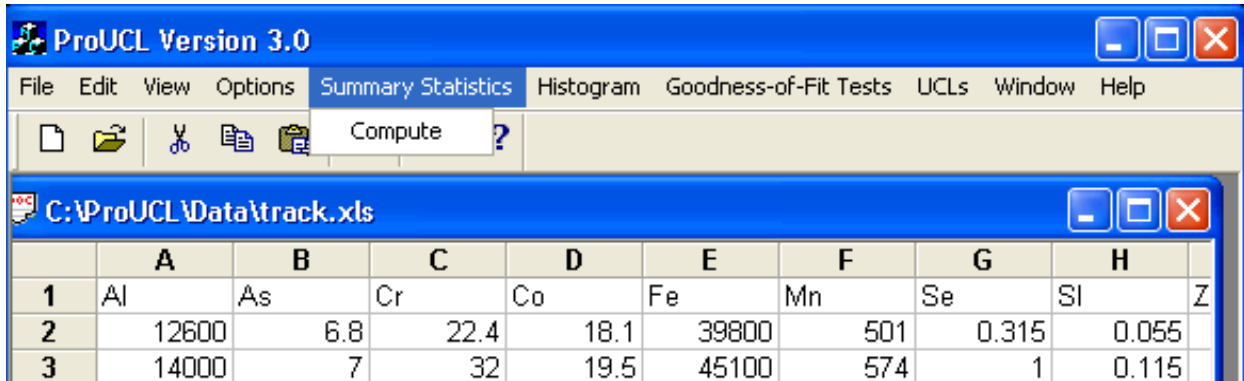 ProUCL Version 3.0
File Edit View Options Summary Statistics Histogram Goodness-of-Fit Tests UCLs Window Help
Compute
?
C:\ProUCL\Data\track.xls
A B C D E F G H
1 Al As Cr Co Fe Mn Se Sl Z
2 12600 6.8 22.4 18.1 39800 501 0.315 0.055
3 14000 7 32 19.5 45100 574 1 0.115